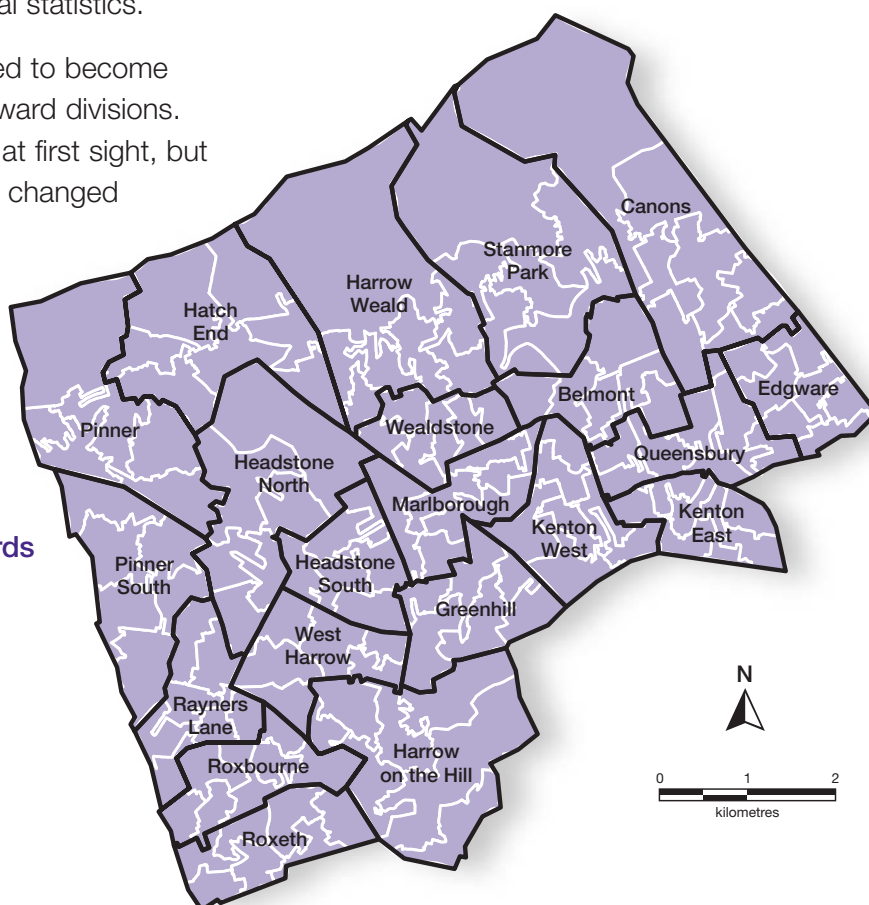 al statistics.
ed to become
ward divisions.
at first sight, but
changed
rds
Canons
Stanmore
Park
Harrow
Weald
Hatch
End
Belmont
Edgware
Pinner
Wealdstone
Queensbury
Headstone
North
Marlborough
Kenton
East
Kenton
West
Pinner
South
Headstone
South
Greenhill
West
Harrow
Rayners
Lane
Harrow
on the Hill
Roxbourne
Roxeth
N
0 1 2
kilometres